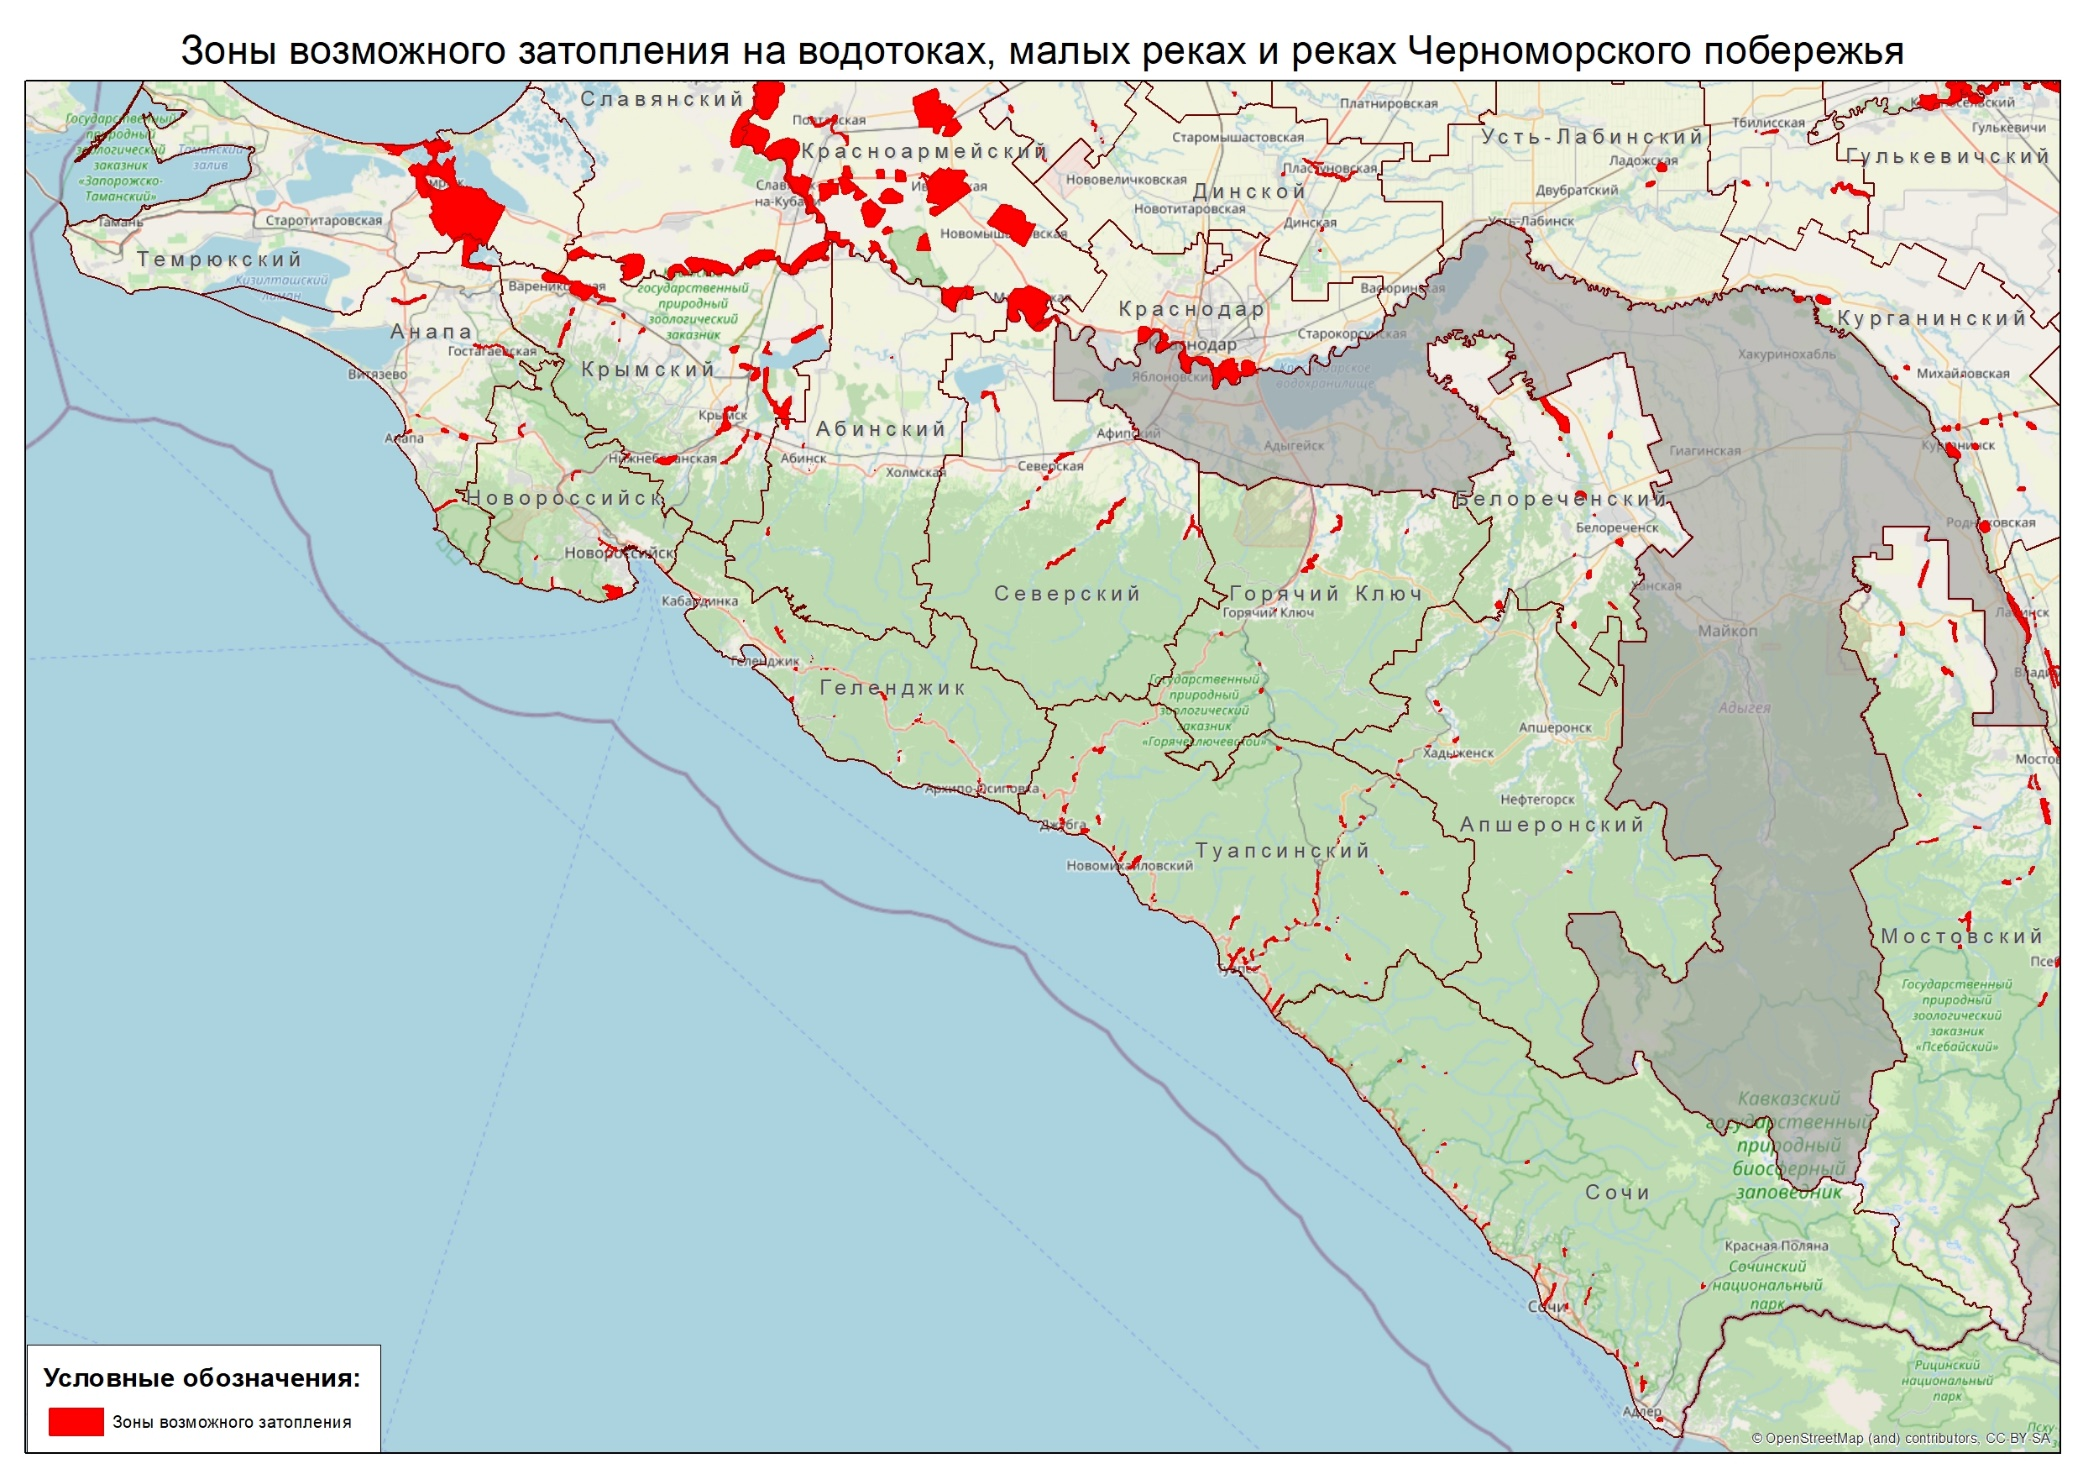 Зоны возможного затопления на водотоках, малых реках и реках Черноморского побережья
Славянский
Полтавская
Платнировская
Тбилисская
Гулькевичи
Государственный
природный
зоологический
заказник
«Запорожско-
Таманский»
Таманский
залив
Красноармейский
Старомышастовская
Усть-Лабинский
Ладожская
Гулькевичский
Нововеличковская
Пластуновская
Динской
Двубратский
Новотитаровская
Динская
Усть-Лабинск
Тамань
Старотитаровская
Темрюкский
Кизилташский
лиман
государственный
природный
зоологический
заказник
Васюринская
Краснодар
Старокорсунская
Краснодар
Яблоновский
Курганинский
Хакуринохабль
Михайловская
Анапа
Гостагаевская
Витязево
Крымский
Крымск
Абинский
Афипский
Адыгейск
Гиагинская
Курганинск
Анапа
Нижнебаканская
Абинск
Холмская
Северская
Новороссийск
Белореченский
Белореченск
Родниковская
Новороссийск
Ханская
Кабардинка
Северский
Горячий Ключ
Горячий Ключ
Лабинск
Майкоп
Геленджик
Геленджик
Государственный
природный
зоологический
заказник
«Горячеключевской»
Адыгея
Апшеронск
Хадыженск
Архипо-Осиповка
Нефтегорск
Джубга
Апшеронский
Туапсинский
Новомихайловский
Мостовский
Туапсе
Государственный
природный
зоологический
заказник
«Псебайский»
Кавказский
государственный
природный
биосферный
заповедник
Сочи
Красная Поляна
Сочинский
национальный
парк
Сочи
Рицинский
национальный
парк
Адлер
Условные обозначения:
Зоны возможного затопления
© OpenStreetMap (and) contributors, CC-BY-SA